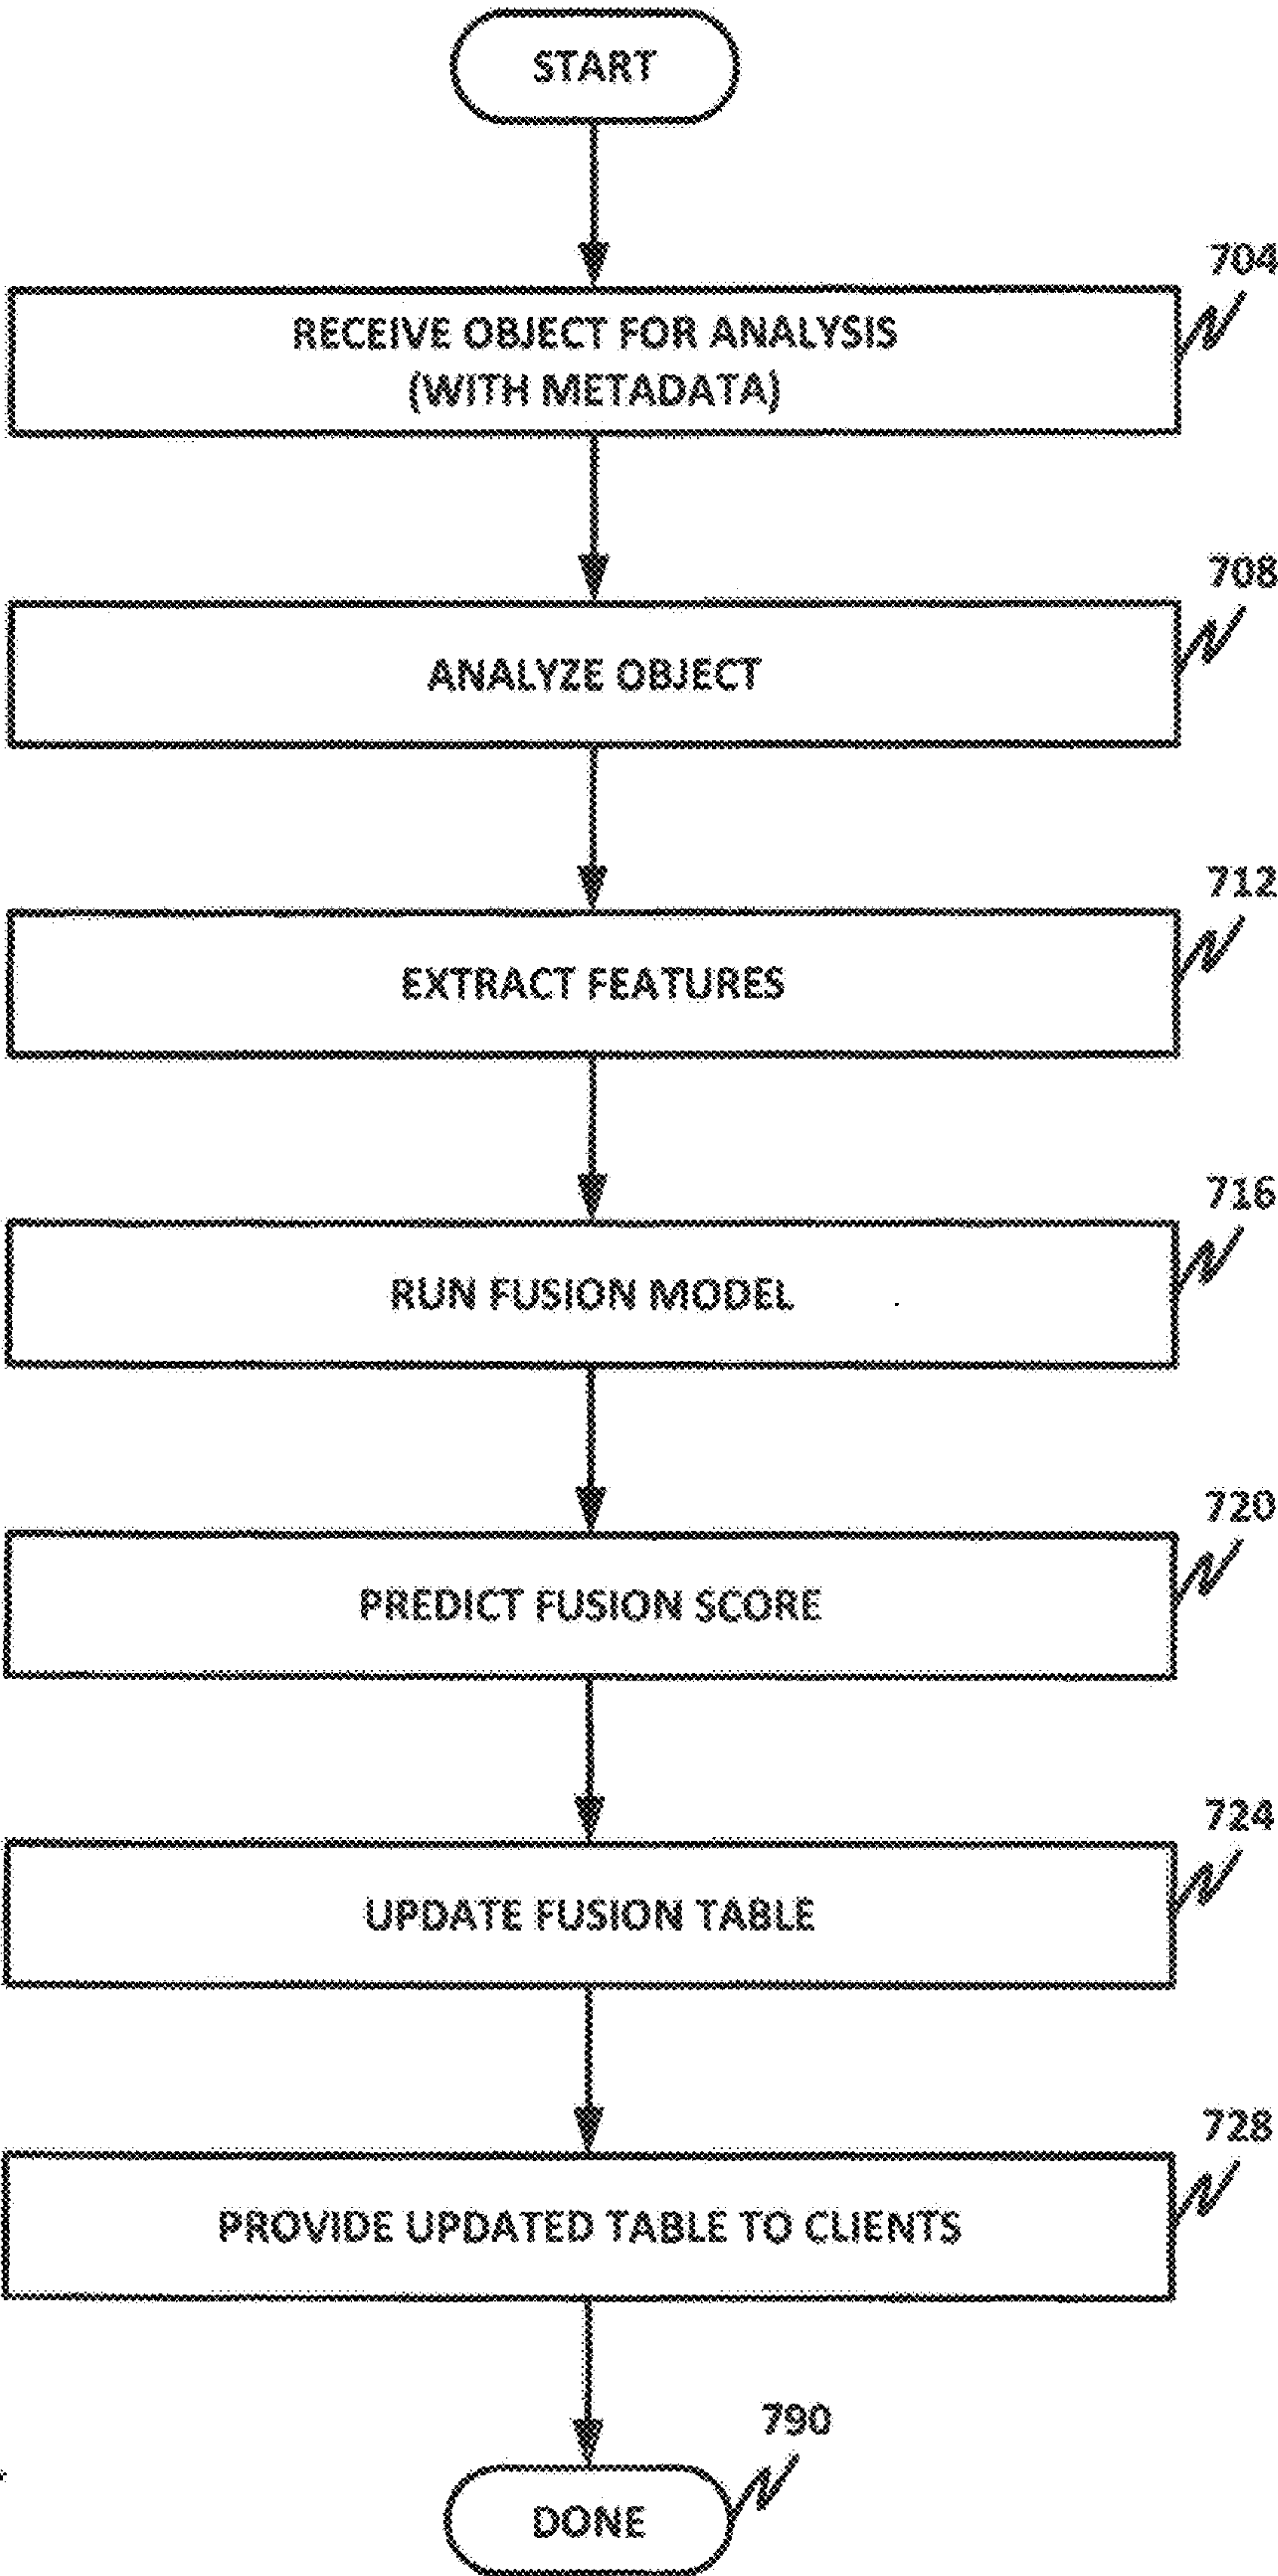 START
704
RECEIVE OBJECT FOR ANALYSIS
(WITH METADATA)
708
ANALYZE OBJECT
712
EXTRACT FEATURES
716
RUN FUSION MODEL
720
PREDICT FUSION SCORE
724
UPDATE FUSION TABLE
728
PROVIDE UPDATED TABLE TO CLIENTS
790
DONE